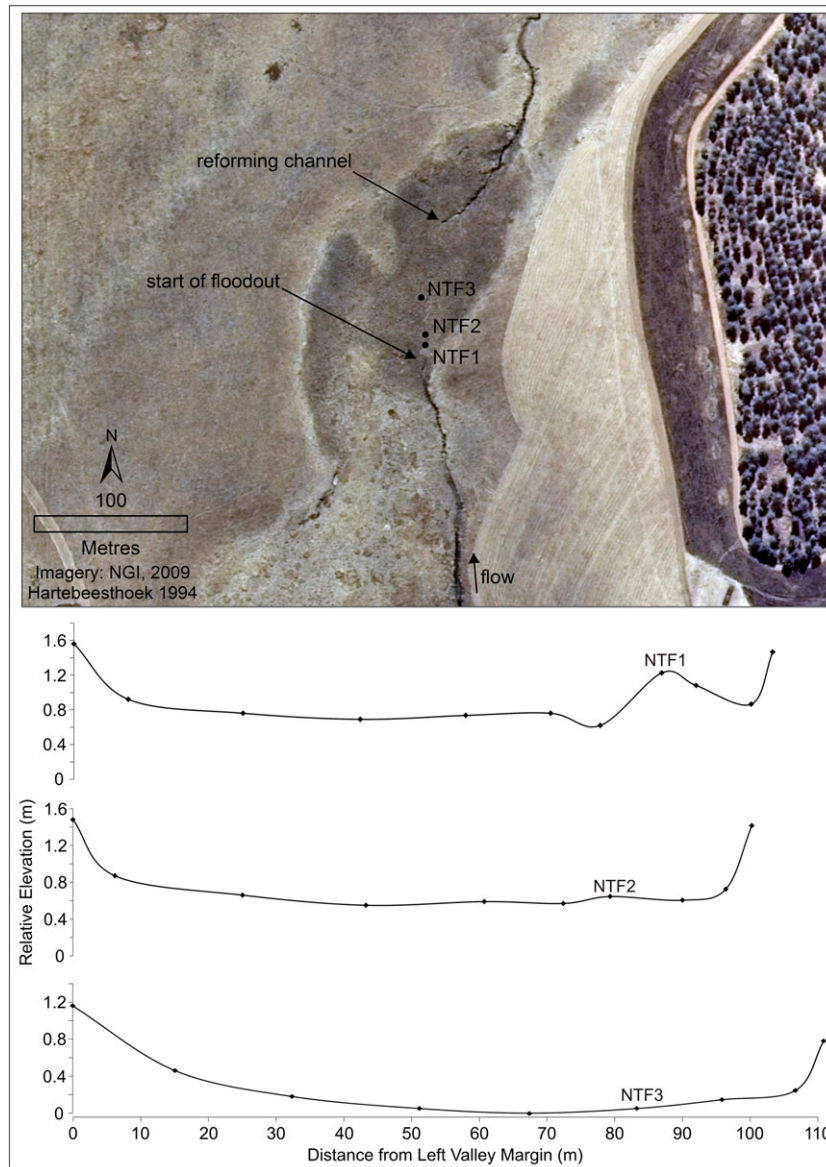 reforming channel
start of floodout
NTF3
NTF2
NTF1
N
100
Metres
Imagery: NGI, 2009
Hartebeesthoek 1994
flow
1.6
1.2
0.8
0.4
0
NTF1
1.6
1.2
0.8
0.4
0
NTF2
Relative Elevation (m)
1.2
0.8
0.4
0
NTF3
0 10 20 30 40 50 60 70 80 90 100 110
Distance from Left Valley Margin (m)